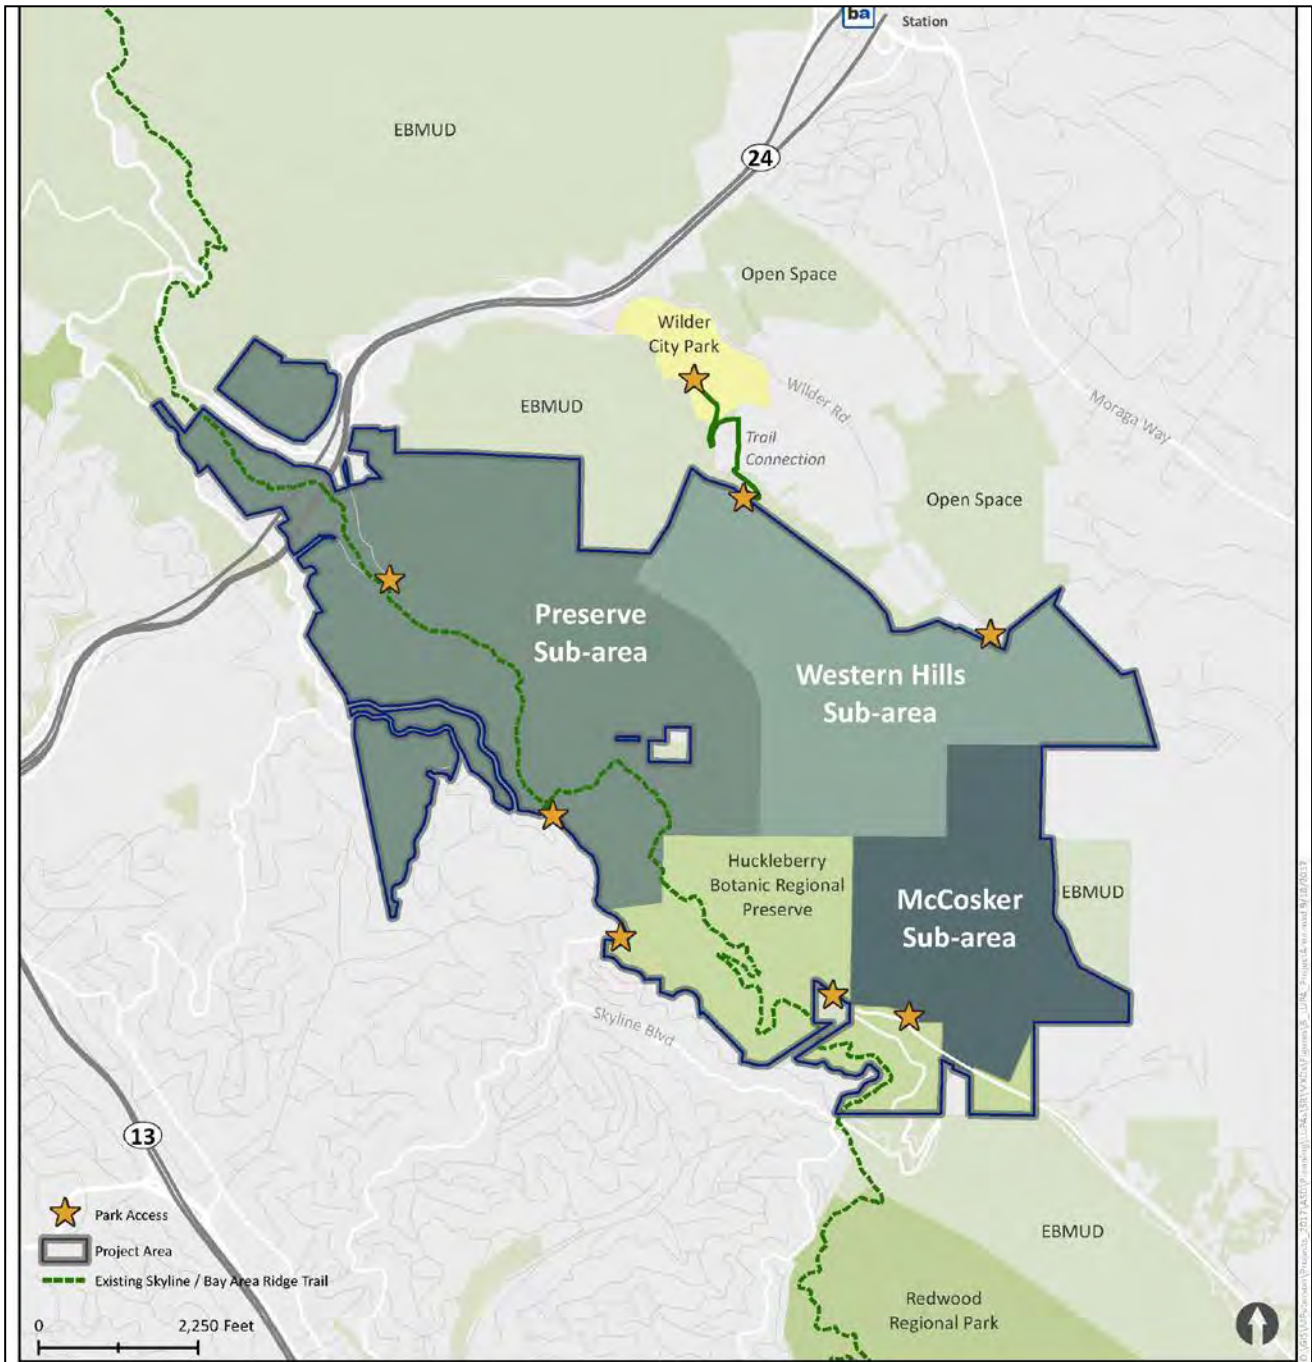 ba
Station
EBMUD
24
Open Space
Wilder
City Park
Wilder Rd
EBMUD
Moraga Way
Trail
Connection
Open Space
Preserve
Sub-area
Western Hills
Sub-area
Huckleberry
Botanic Regional
Preserve
McCosker
Sub-area
EBMUD
Skyline Blvd
13
Park Access
Project Area
Existing Skyline / Bay Area Ridge Trail
EBMUD
Redwood
Regional Park
0
2,250 Feet